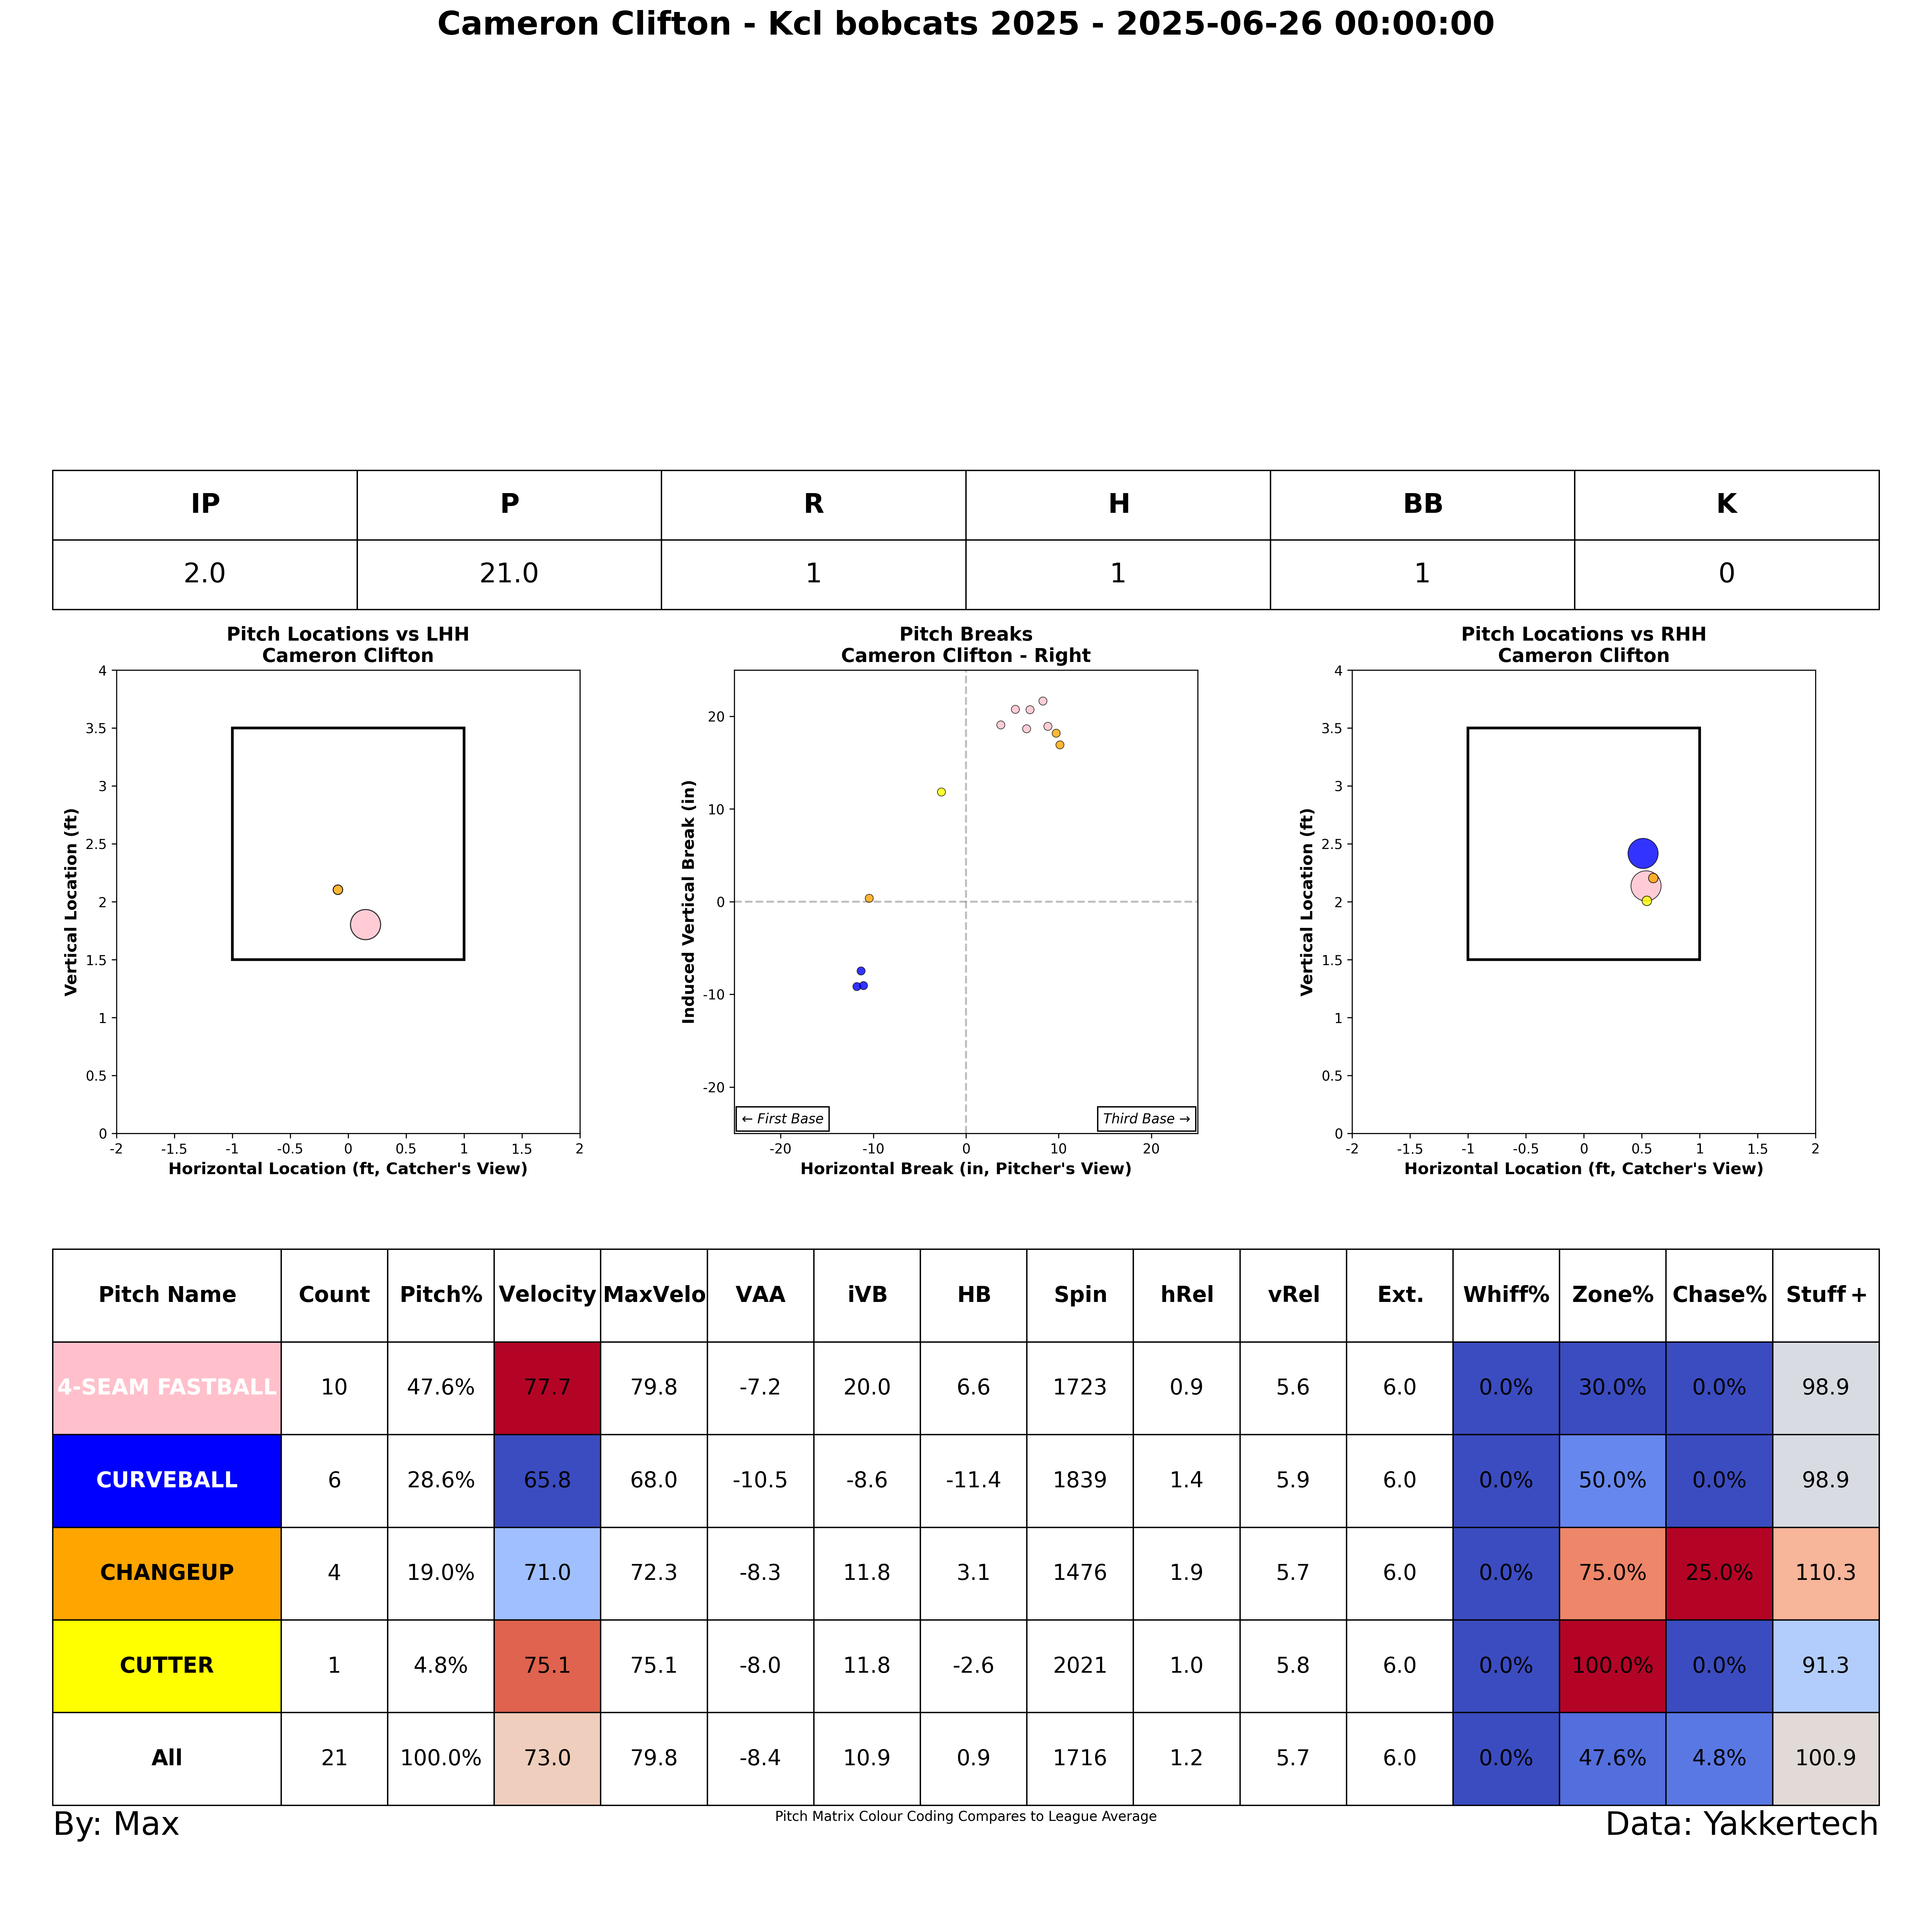 Cameron Clifton - Kcl bobcats 2025 - 2025-06-26 00:00:00
IP P R H BB K
2.0 21.0 1 1 1 0
Pitch Locations vs LHH
Cameron Clifton
4
3.5
3
2.5
2
1.5
1
0.5
0
-2 -1.5 -1 -0.5 0 0.5 1 1.5 2
Vertical Location (ft)
Horizontal Location (ft, Catcher's View)
Pitch Breaks
Cameron Clifton - Right
20
10
0
-10
-20
← First Base
Third Base →
-20 -10 0 10 20
Induced Vertical Break (in)
Horizontal Break (in, Pitcher's View)
Pitch Locations vs RHH
Cameron Clifton
4
3.5
3
2.5
2
1.5
1
0.5
0
-2 -1.5 -1 -0.5 0 0.5 1 1.5 2
Vertical Location (ft)
Horizontal Location (ft, Catcher's View)
Pitch Name Count Pitch% Velocity MaxVelo VAA iVB HB Spin hRel vRel Ext. Whiff% Zone% Chase% Stuff+
4-SEAM FASTBALL 10 47.6% 77.7 79.8 -7.2 20.0 6.6 1723 0.9 5.6 6.0 0.0% 30.0% 0.0% 98.9
CURVEBALL 6 28.6% 65.8 68.0 -10.5 -8.6 -11.4 1839 1.4 5.9 6.0 0.0% 50.0% 0.0% 98.9
CHANGEUP 4 19.0% 71.0 72.3 -8.3 11.8 3.1 1476 1.9 5.7 6.0 0.0% 75.0% 25.0% 110.3
CUTTER 1 4.8% 75.1 75.1 -8.0 11.8 -2.6 2021 1.0 5.8 6.0 0.0% 100.0% 0.0% 91.3
All 21 100.0% 73.0 79.8 -8.4 10.9 0.9 1716 1.2 5.7 6.0 0.0% 47.6% 4.8% 100.9
By: Max
Pitch Matrix Colour Coding Compares to League Average
Data: Yakkertech